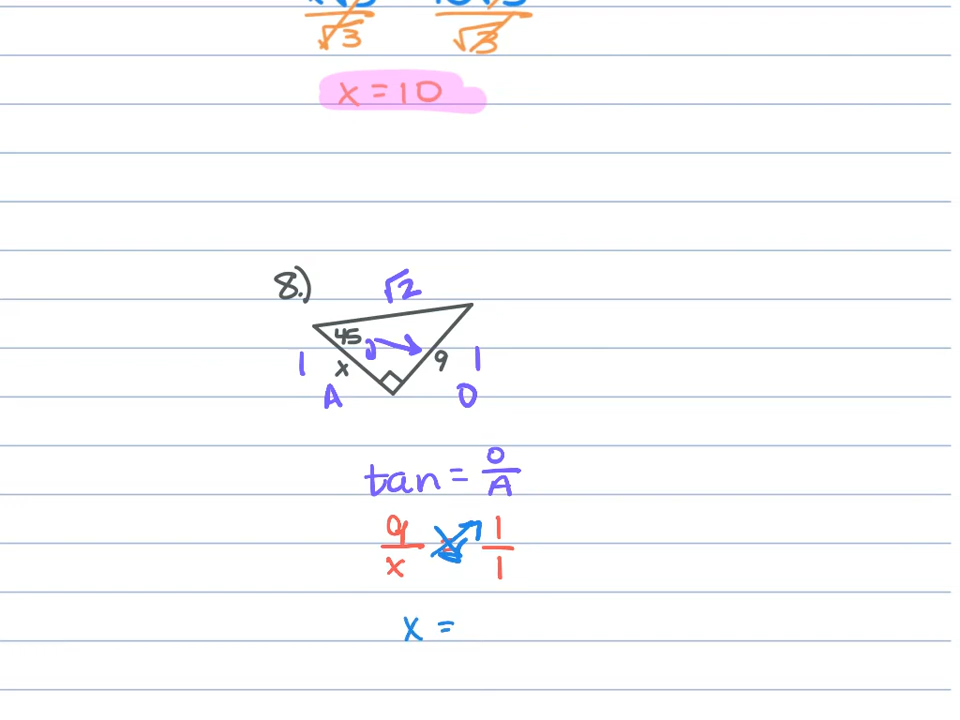 √3 √3
x = 10
8.) √2
45
1 x 9 1
A O
tan = O/A
9/x = 1/1
x =